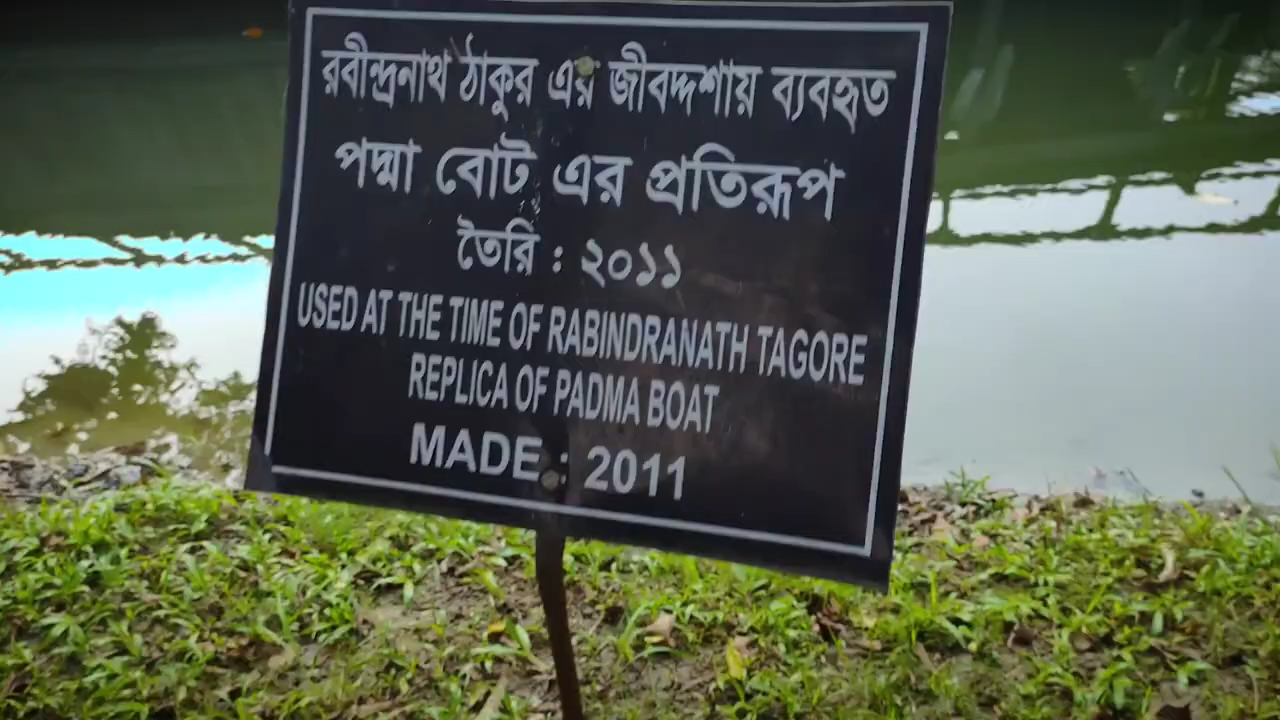 রবীন্দ্রনাথ ঠাকুর এর জীবদ্দশায় ব্যবহৃত
পদ্মা বোট এর প্রতিরূপ
তৈরি : ২০১১
USED AT THE TIME OF RABINDRANATH TAGORE
REPLICA OF PADMA BOAT
MADE : 2011